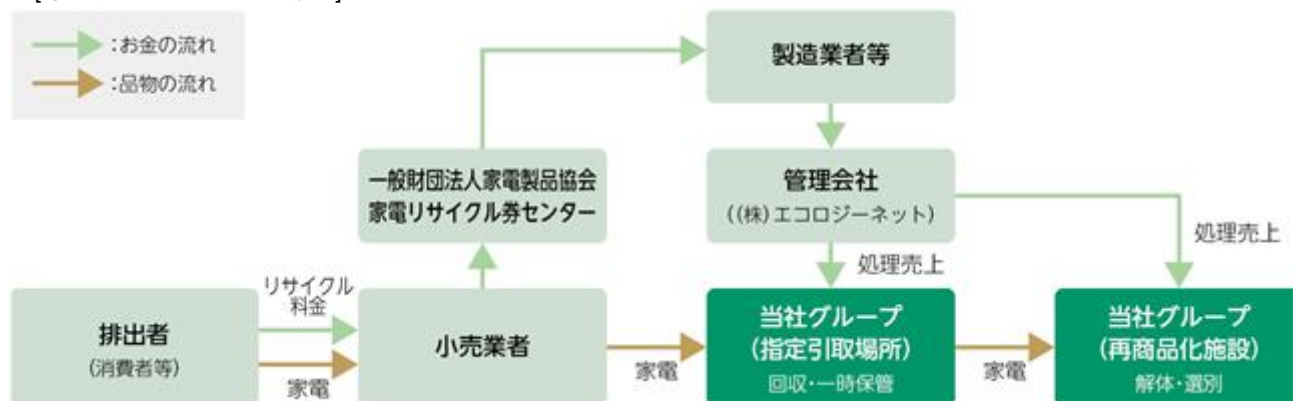 :お金の流れ
:品物の流れ
製造業者等
一般財団法人家電製品協会
家電リサイクル券センター
管理会社
((株)エコロジーネット)
処理売上
処理売上
リサイクル
料金
排出者
(消費者等)
家電
小売業者
家電
当社グループ
(指定引取場所)
回収・一時保管
家電
当社グループ
(再商品化施設)
解体・選別